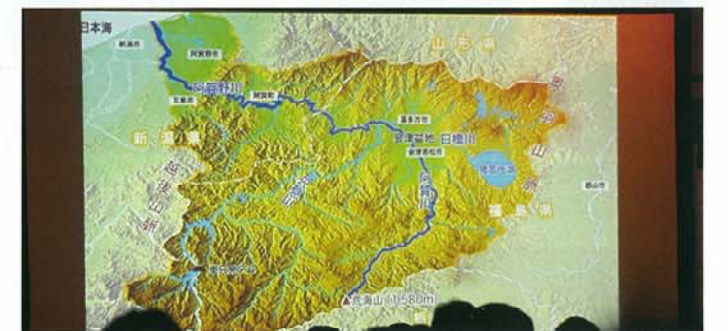 日本海
新潟市
阿賀野市
山形県
阿賀野川
阿賀町
五泉市
喜多方市
新潟県
会津盆地 日橋川
会津若松市
猪苗代湖
越後山脈
阿賀川
郡山市
福島県
荒海山(1,580m)